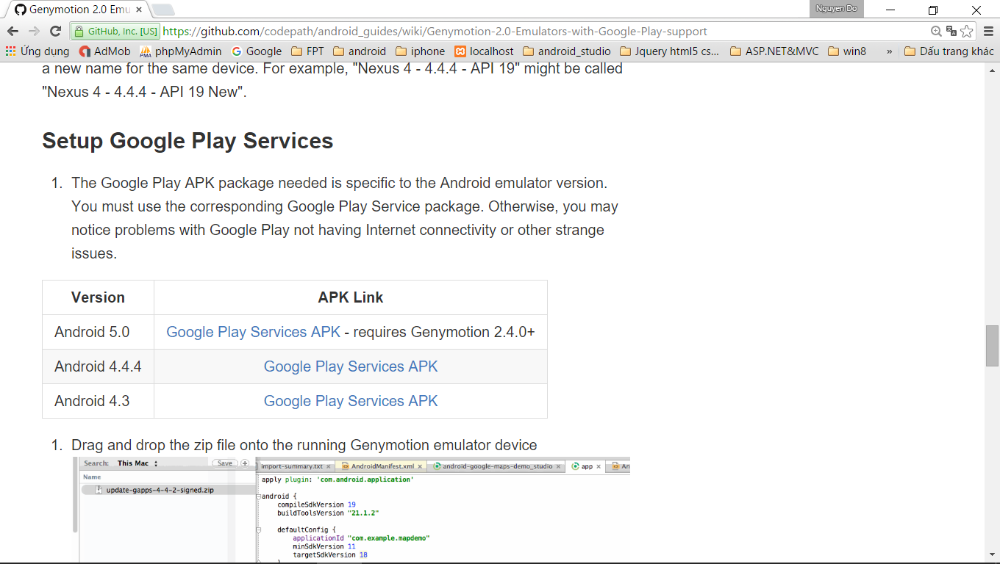 Genymotion 2.0 Emu
Nguyen Do
GitHub, Inc. [US]
https://github.com/codepath/android_guides/wiki/Genymotion-2.0-Emulators-with-Google-Play-support
Ứng dụng AdMob phpMyAdmin Google FPT android iphone localhost android_studio Jquery html5 cs... ASP.NET&MVC win8 » Dấu trang khác
a new name for the same device. For example, "Nexus 4 - 4.4.4 - API 19" might be called
"Nexus 4 - 4.4.4 - API 19 New".
Setup Google Play Services
1. The Google Play APK package needed is specific to the Android emulator version.
You must use the corresponding Google Play Service package. Otherwise, you may
notice problems with Google Play not having Internet connectivity or other strange
issues.
Version APK Link
Android 5.0 Google Play Services APK - requires Genymotion 2.4.0+
Android 4.4.4 Google Play Services APK
Android 4.3 Google Play Services APK
1. Drag and drop the zip file onto the running Genymotion emulator device
Search: This Mac Save
Name
update-gapps-4-4-2-signed.zip
import-summary.txt AndroidManifest.xml android-google-maps-demo_studio app An
apply plugin: 'com.android.application'
android {
compileSdkVersion 19
buildToolsVersion "21.1.2"
defaultConfig {
applicationId "com.example.mapdemo"
minSdkVersion 11
targetSdkVersion 18